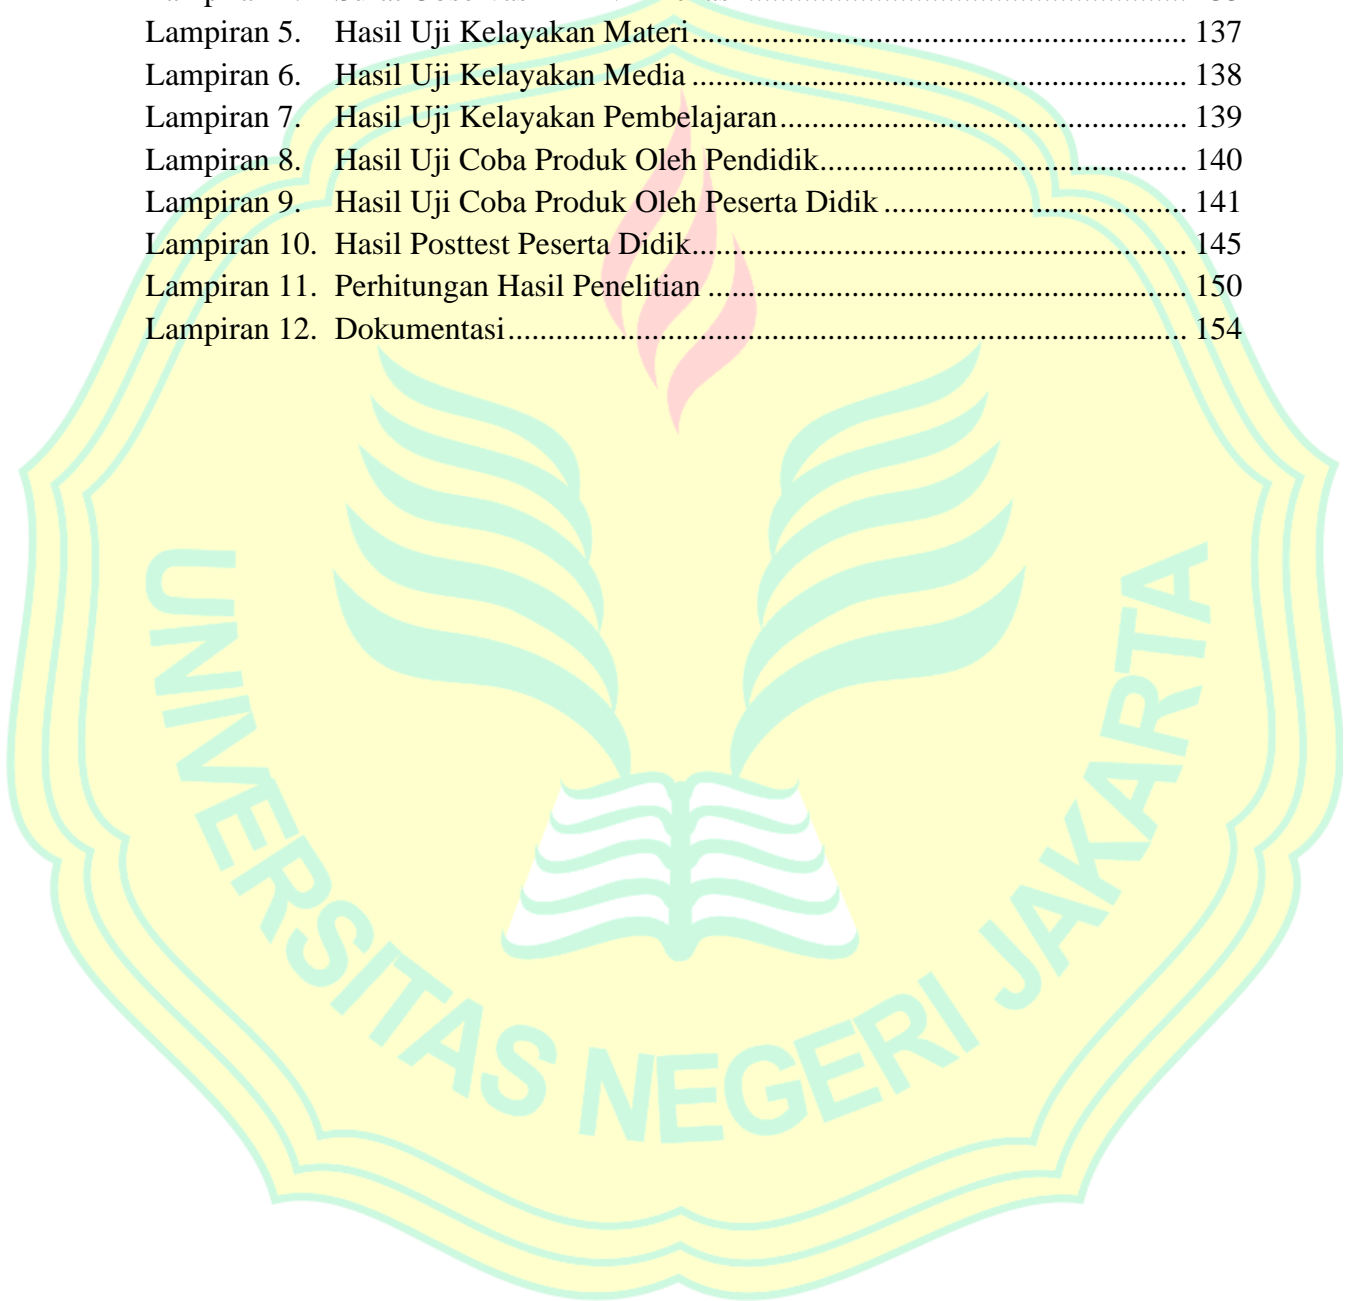 Lampiran 5. Hasil Uji Kelayakan Materi............................................................. 137
Lampiran 6. Hasil Uji Kelayakan Media ............................................................. 138
Lampiran 7. Hasil Uji Kelayakan Pembelajaran.................................................. 139
Lampiran 8. Hasil Uji Coba Produk Oleh Pendidik............................................. 140
Lampiran 9. Hasil Uji Coba Produk Oleh Peserta Didik ..................................... 141
Lampiran 10. Hasil Posttest Peserta Didik............................................................. 145
Lampiran 11. Perhitungan Hasil Penelitian ........................................................... 150
Lampiran 12. Dokumentasi.................................................................................... 154
UNIVERSITAS NEGERI JAKARTA